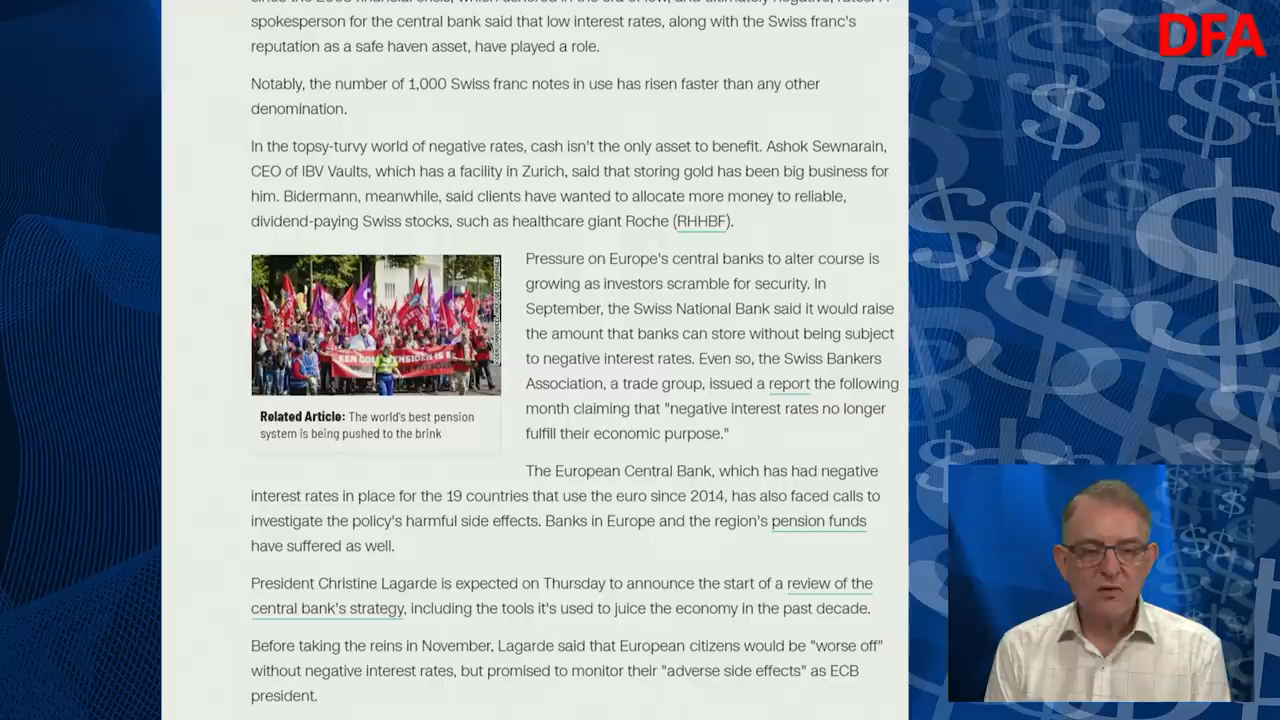 DFA
spokesperson for the central bank said that low interest rates, along with the Swiss franc's
reputation as a safe haven asset, have played a role.
Notably, the number of 1,000 Swiss franc notes in use has risen faster than any other
denomination.
In the topsy-turvy world of negative rates, cash isn't the only asset to benefit. Ashok Sewnarain,
CEO of IBV Vaults, which has a facility in Zurich, said that storing gold has been big business for
him. Bidermann, meanwhile, said clients have wanted to allocate more money to reliable,
dividend-paying Swiss stocks, such as healthcare giant Roche (RHHBF).
Related Article: The world's best pension
system is being pushed to the brink
Pressure on Europe's central banks to alter course is
growing as investors scramble for security. In
September, the Swiss National Bank said it would raise
the amount that banks can store without being subject
to negative interest rates. Even so, the Swiss Bankers
Association, a trade group, issued a report the following
month claiming that "negative interest rates no longer
fulfill their economic purpose."
The European Central Bank, which has had negative
interest rates in place for the 19 countries that use the euro since 2014, has also faced calls to
investigate the policy's harmful side effects. Banks in Europe and the region's pension funds
have suffered as well.
President Christine Lagarde is expected on Thursday to announce the start of a review of the
central bank's strategy, including the tools it's used to juice the economy in the past decade.
Before taking the reins in November, Lagarde said that European citizens would be "worse off"
without negative interest rates, but promised to monitor their "adverse side effects" as ECB
president.